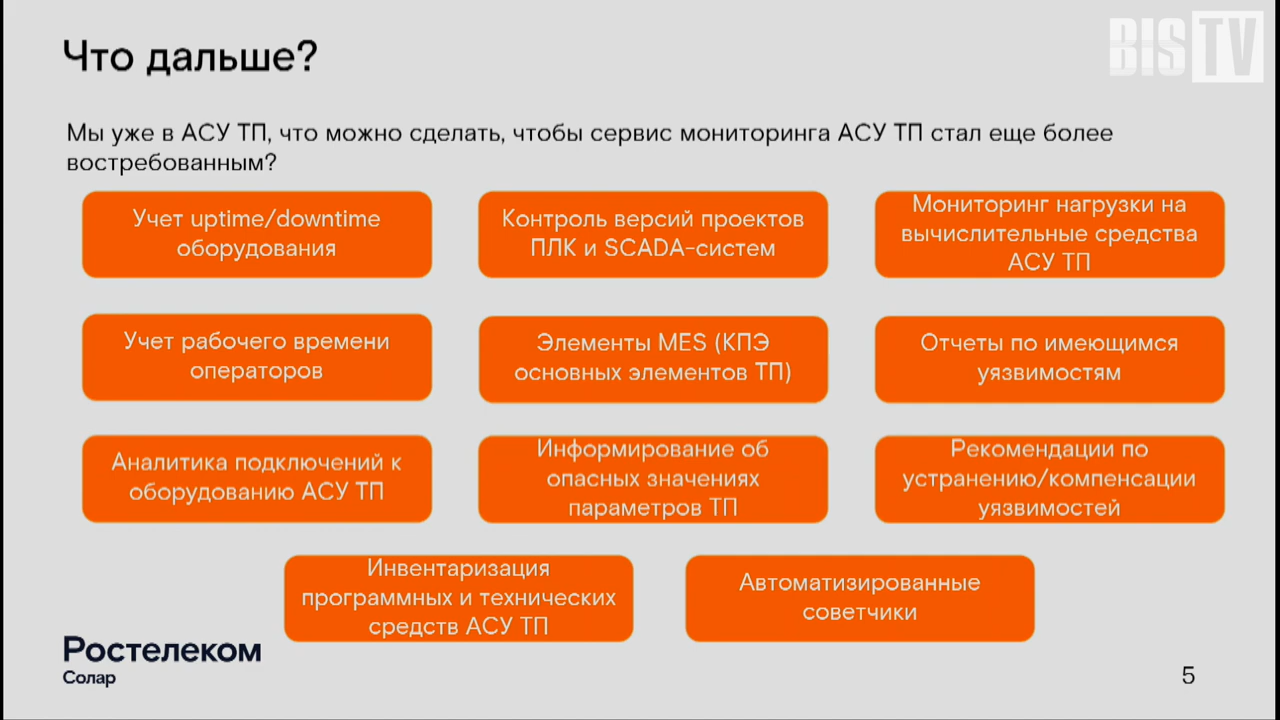 BIS TV
Что дальше?
Мы уже в АСУ ТП, что можно сделать, чтобы сервис мониторинга АСУ ТП стал еще более
востребованным?
Учет uptime/downtime
оборудования
Контроль версий проектов
ПЛК и SCADA-систем
Мониторинг нагрузки на
вычислительные средства
АСУ ТП
Учет рабочего времени
операторов
Элементы MES (КПЭ
основных элементов ТП)
Отчеты по имеющимся
уязвимостям
Аналитика подключений к
оборудованию АСУ ТП
Информирование об
опасных значениях
параметров ТП
Рекомендации по
устранению/компенсации
уязвимостей
Инвентаризация
программных и технических
средств АСУ ТП
Автоматизированные
советчики
Ростелеком
Солар
5